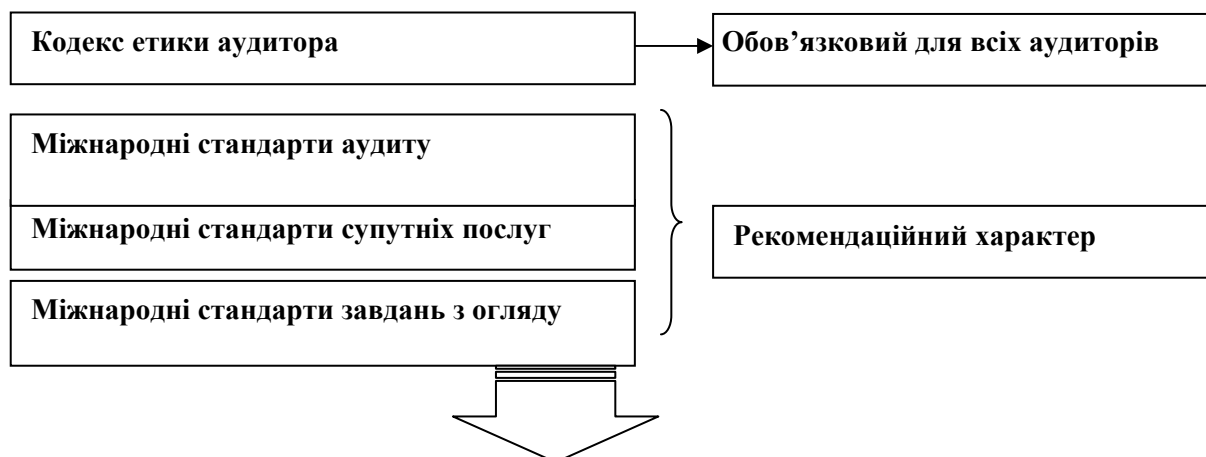 Кодекс етики аудитора
Обов’язковий для всіх аудиторів
Міжнародні стандарти аудиту
Міжнародні стандарти супутніх послуг
Рекомендаційний характер
Міжнародні стандарти завдань з огляду